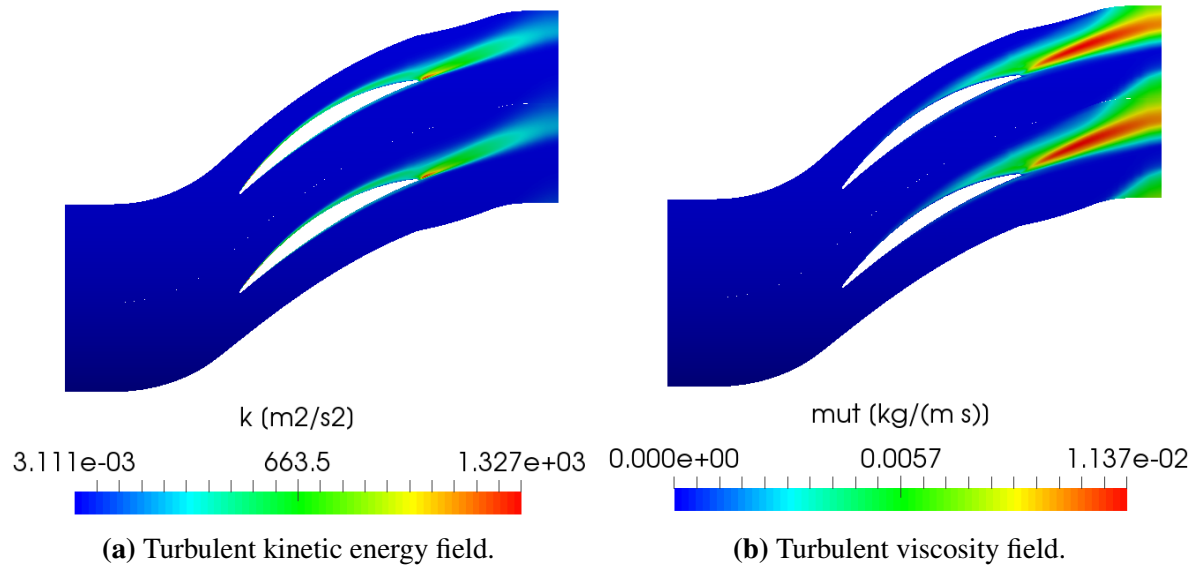 k (m2/s2)
3.111e-03 663.5 1.327e+03
(a) Turbulent kinetic energy field.
mut (kg/(m s))
0.000e+00 0.0057 1.137e-02
(b) Turbulent viscosity field.